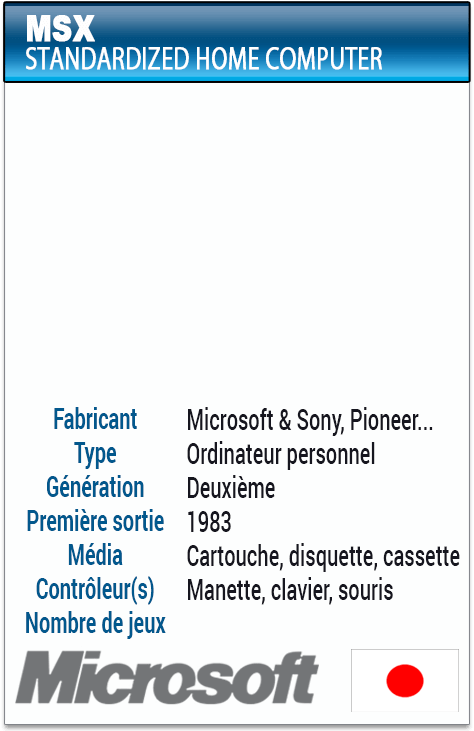 MSX
STANDARDIZED HOME COMPUTER
Fabricant Microsoft & Sony, Pioneer...
Type Ordinateur personnel
Génération Deuxième
Première sortie 1983
Média Cartouche, disquette, cassette
Contrôleur(s) Manette, clavier, souris
Nombre de jeux
Microsoft